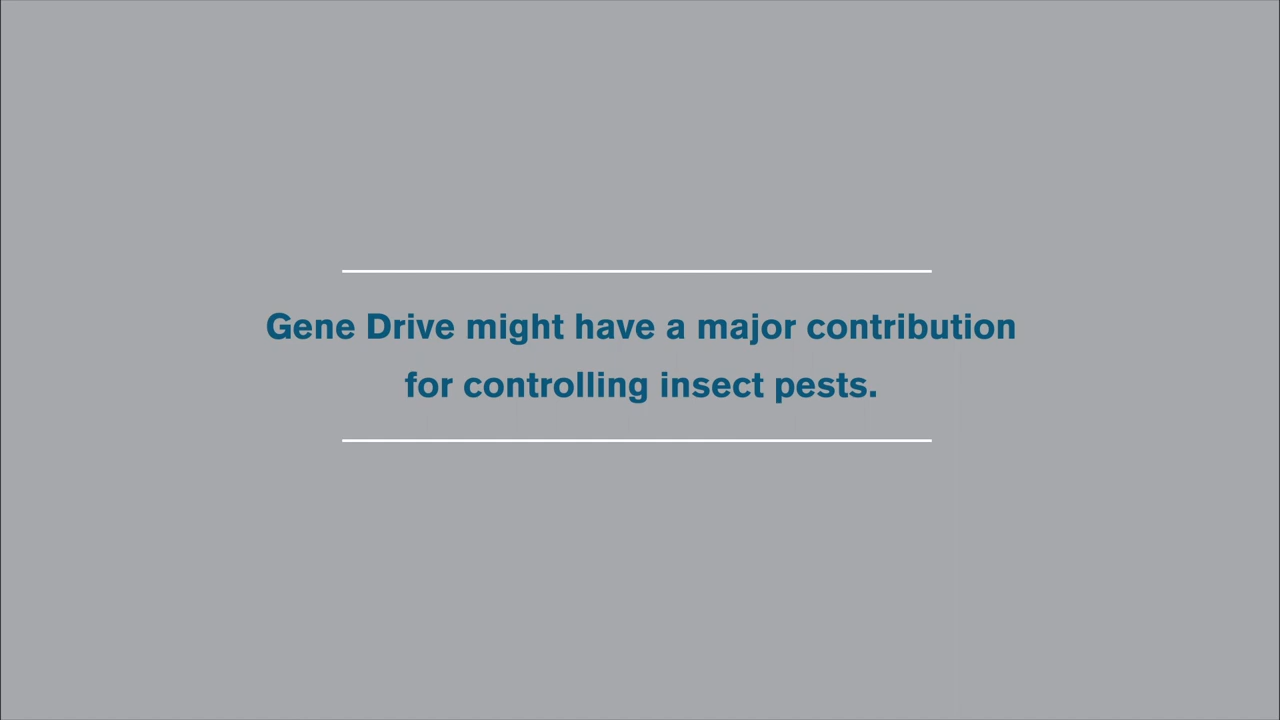 Gene Drive might have a major contribution
for controlling insect pests.